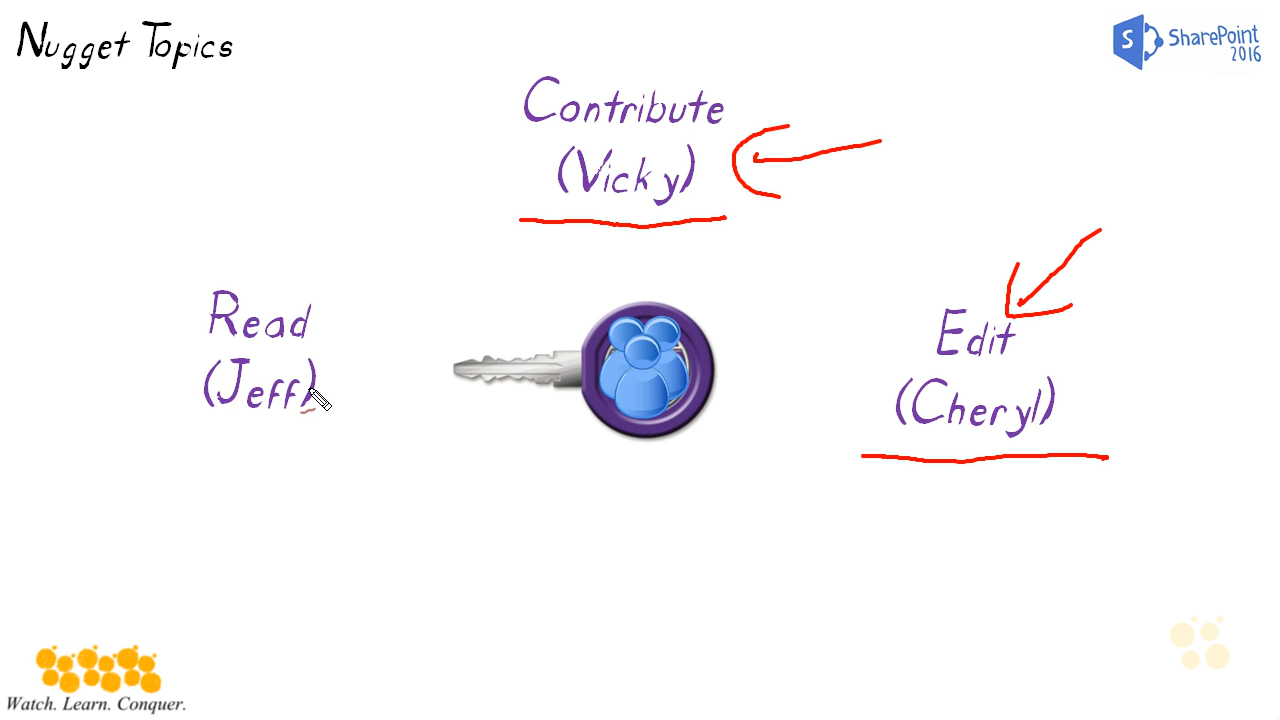 Nugget Topics
SharePoint
2016
S
Contribute
(Vicky)
Read
(Jeff)
Edit
(Cheryl)
Watch. Learn. Conquer.